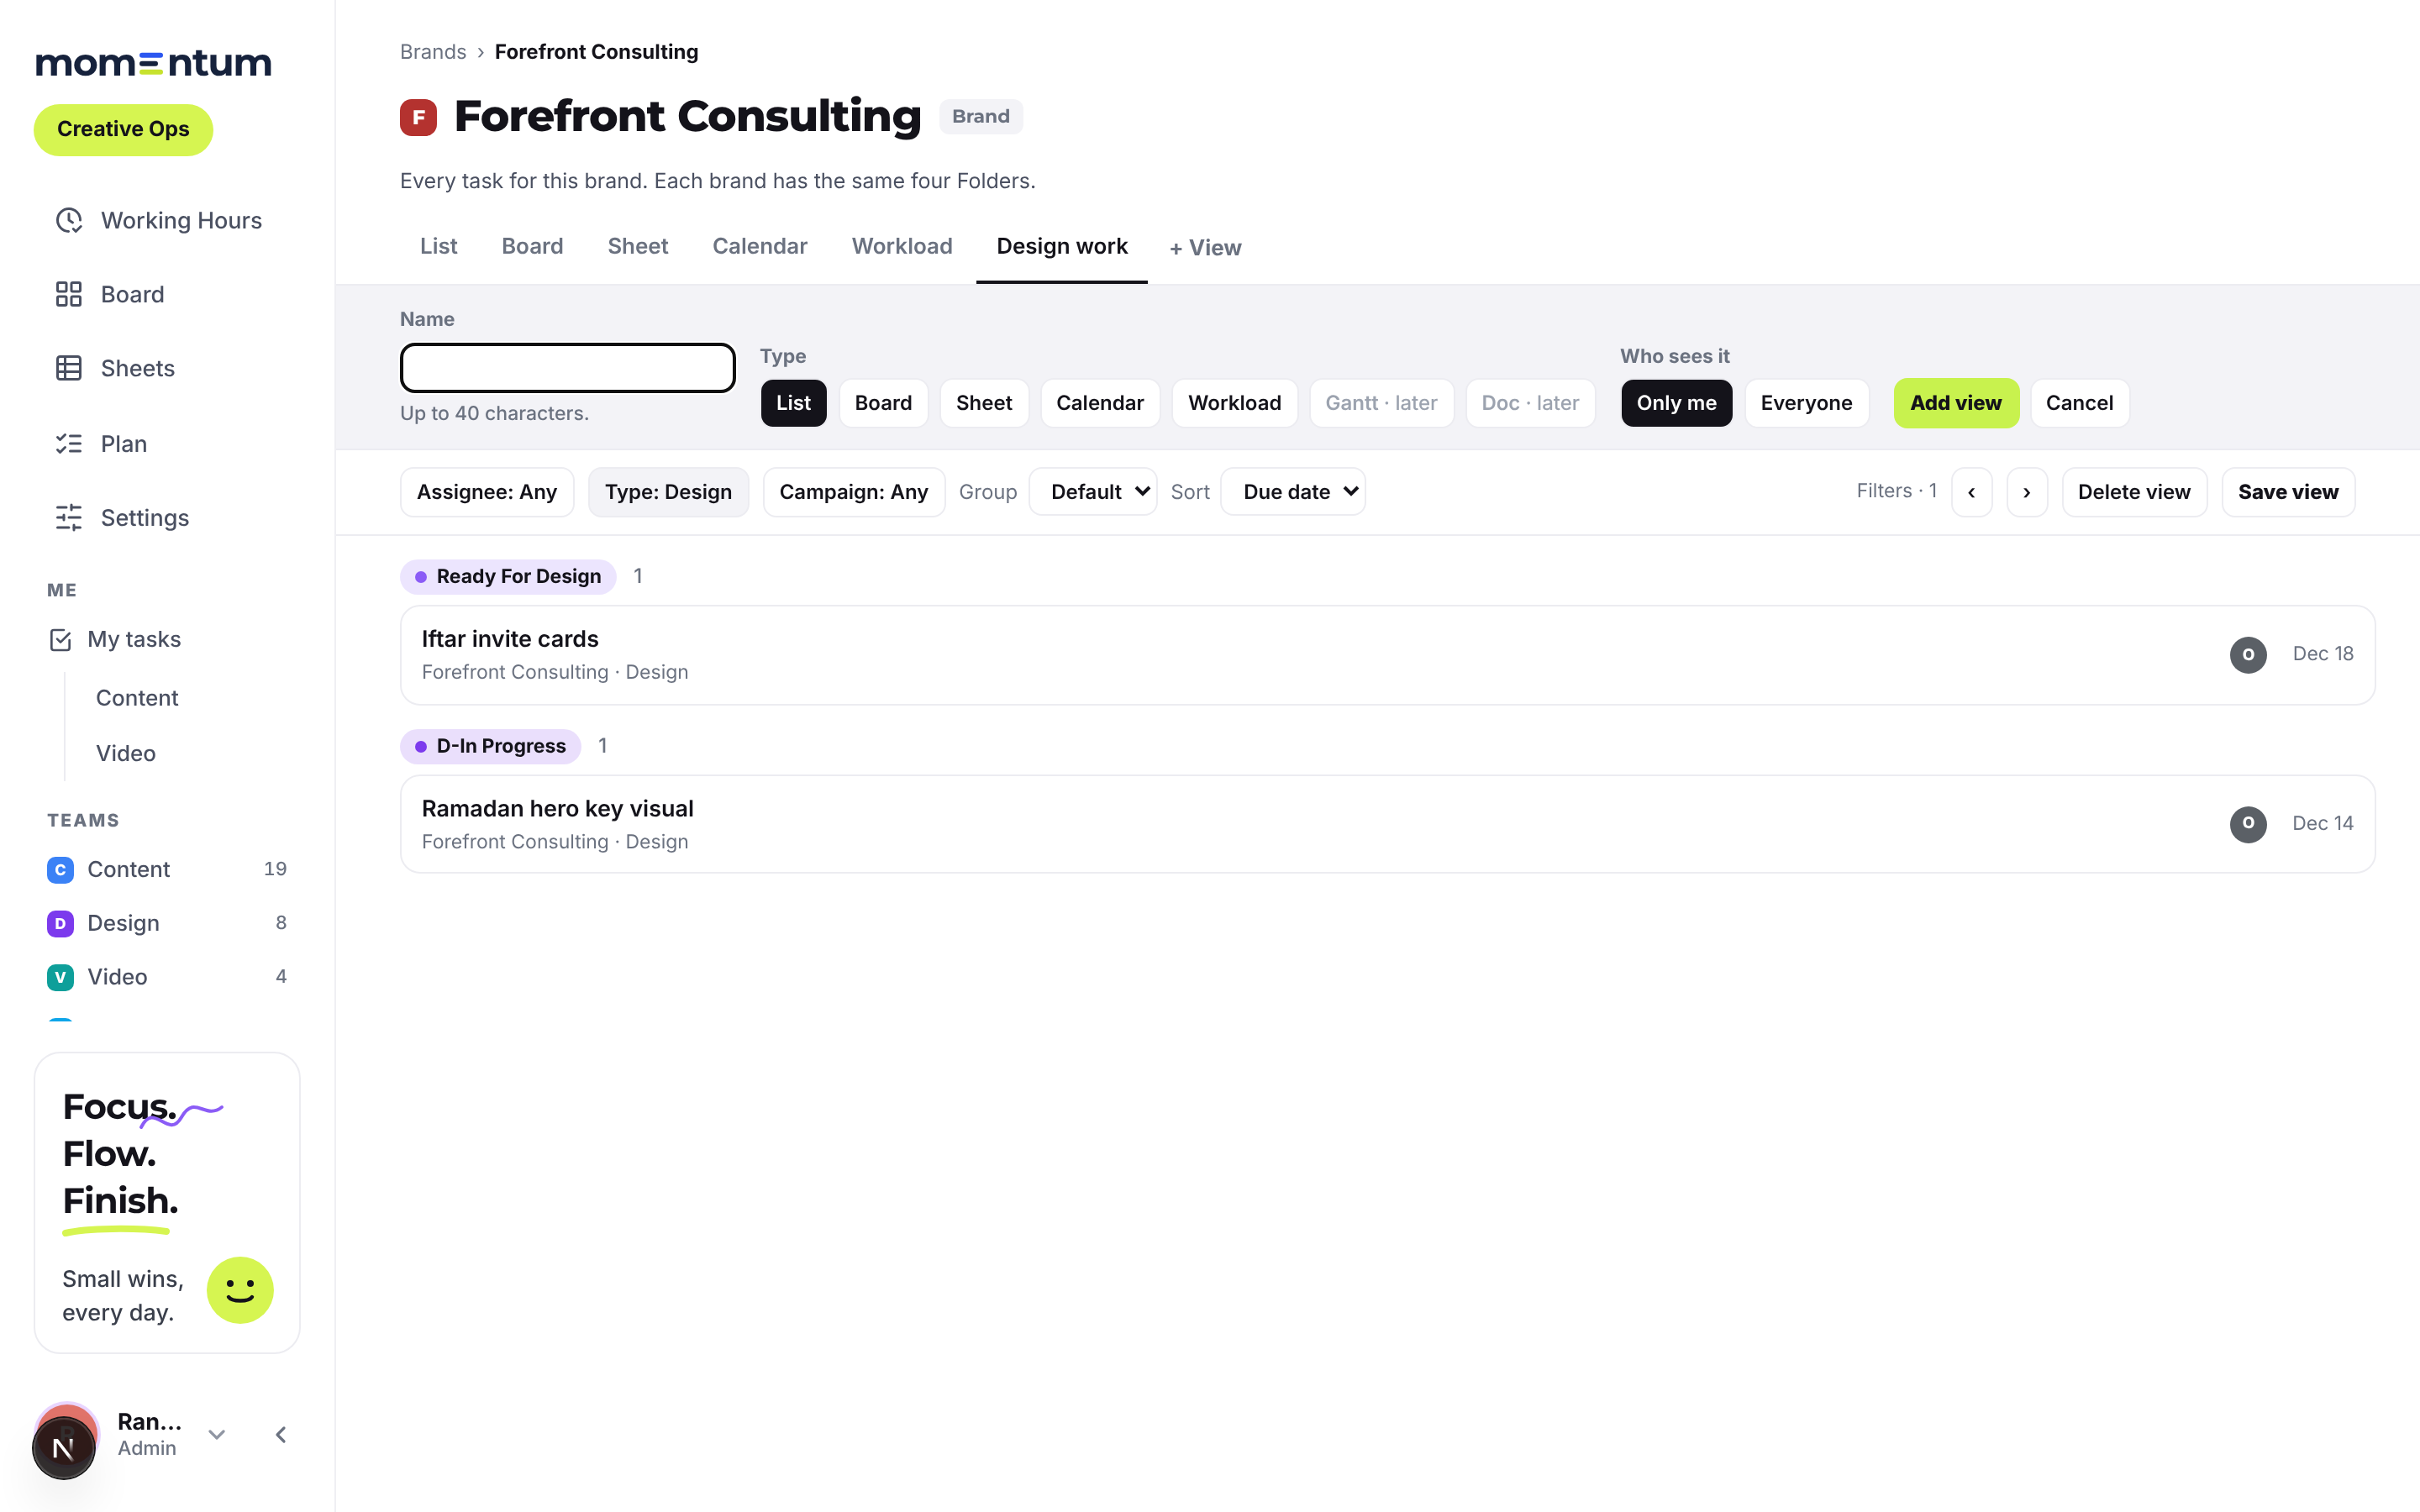 momentum
Creative Ops
Working Hours
Board
Sheets
Plan
Settings
ME
My tasks
Content
Video
TEAMS
C Content 19
D Design 8
V Video 4
Focus.
Flow.
Finish.
Small wins,
every day.
N Ran...
Admin
Brands › Forefront Consulting
F Forefront Consulting Brand
Every task for this brand. Each brand has the same four Folders.
List Board Sheet Calendar Workload Design work + View
Name
Up to 40 characters.
Type
List Board Sheet Calendar Workload Gantt · later Doc · later
Who sees it
Only me Everyone Add view Cancel
Assignee: Any Type: Design Campaign: Any Group Default Sort Due date Filters · 1 ‹ › Delete view Save view
Ready For Design 1
Iftar invite cards
Forefront Consulting · Design
O Dec 18
D-In Progress 1
Ramadan hero key visual
Forefront Consulting · Design
O Dec 14